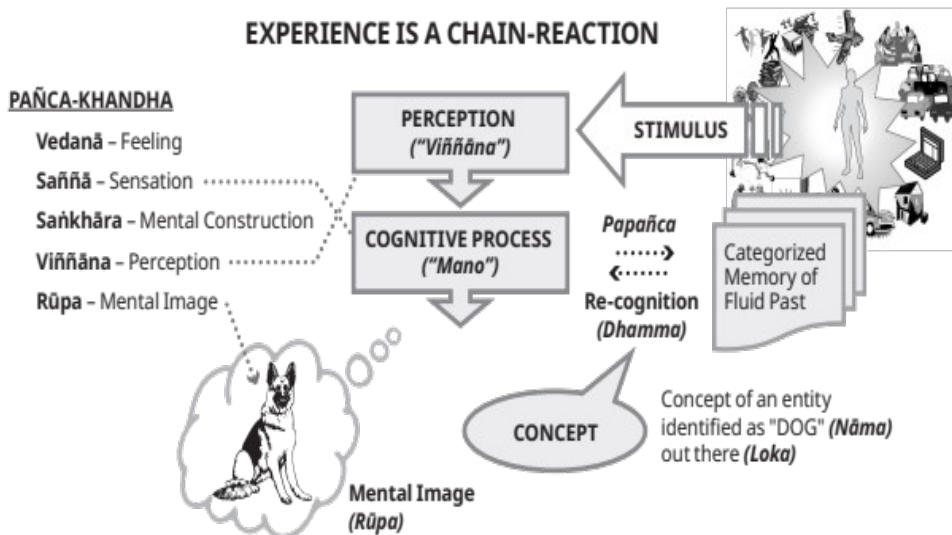 EXPERIENCE IS A CHAIN-REACTION
PAÑCA-KHANDHA
Vedanā – Feeling
Saññā – Sensation
Saṅkhāra – Mental Construction
Viññāna – Perception
Rūpa – Mental Image
PERCEPTION
(“Viññāna”)
STIMULUS
COGNITIVE PROCESS
(“Mano”)
Papañca
Re-cognition
(Dhamma)
Categorized
Memory of
Fluid Past
CONCEPT
Concept of an entity
identified as "DOG" (Nāma)
out there (Loka)
Mental Image
(Rūpa)